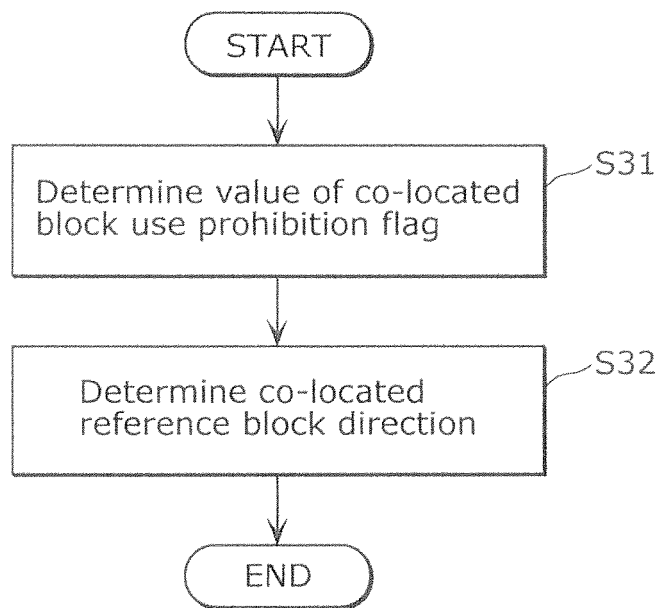 START
S31
Determine value of co-located
block use prohibition flag
S32
Determine co-located
reference block direction
END